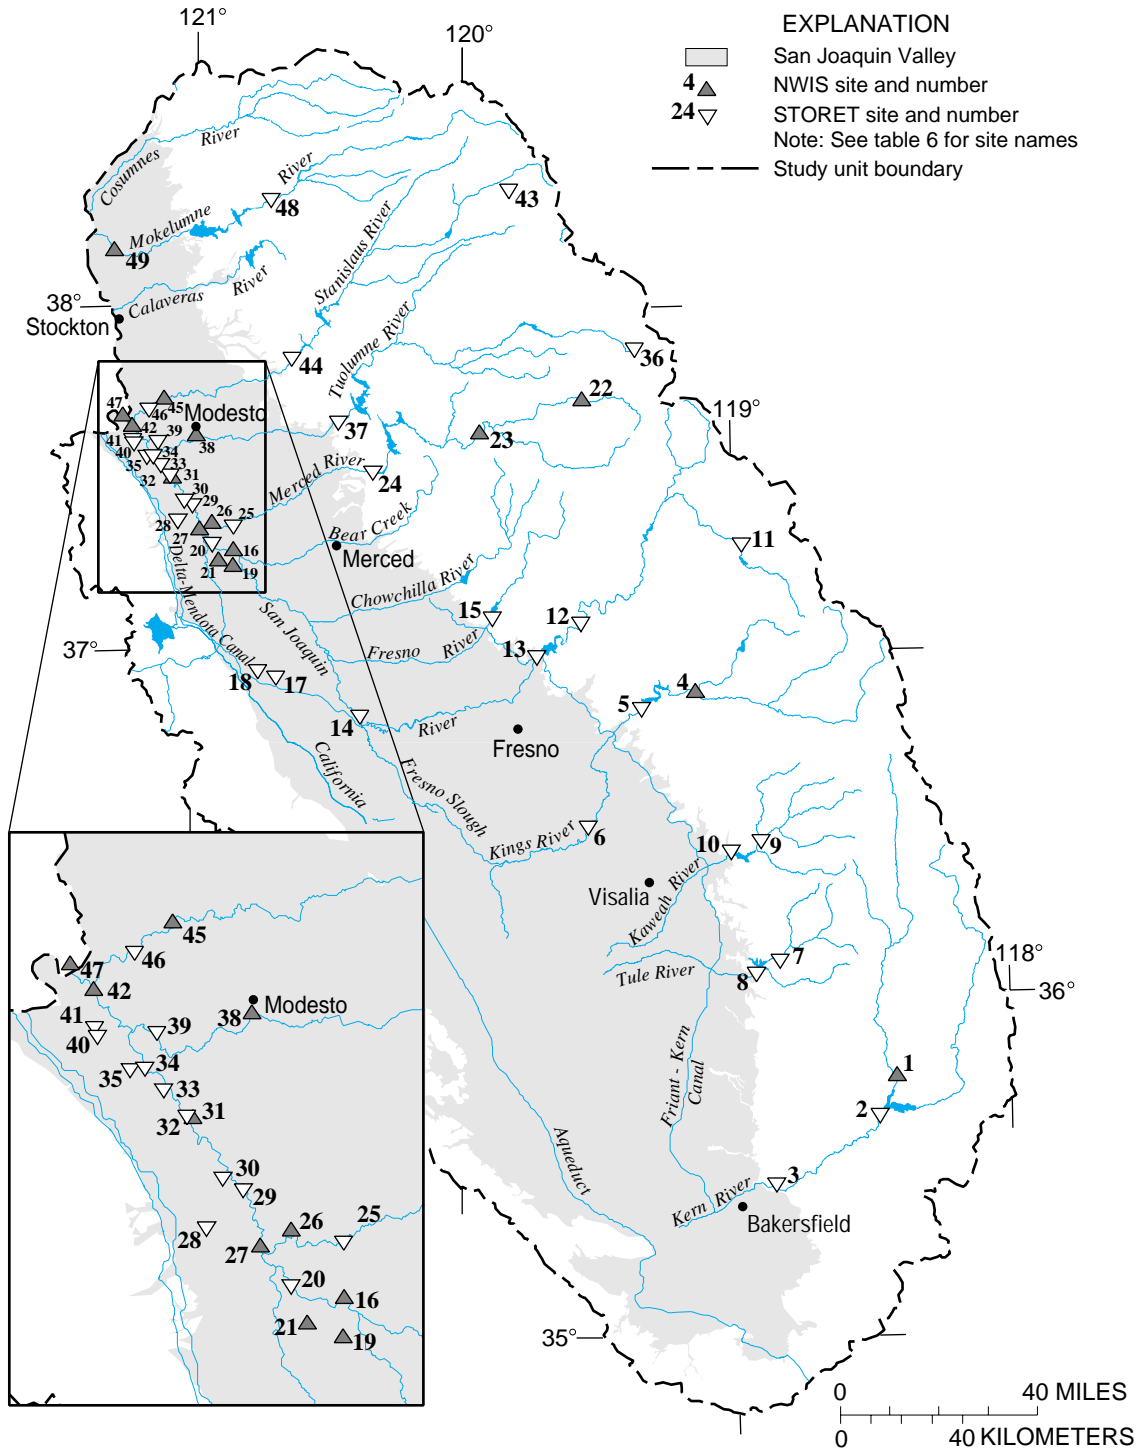 EXPLANATION
San Joaquin Valley
4 NWIS site and number
24 STORET site and number
Note: See table 6 for site names
Study unit boundary
121°
120°
Cosumnes River
Mokelumne River
48
43
49
Calaveras River
Stanislaus River
38°
Stockton
44
Tuolumne River
36
22
119°
47
46
45
Modesto
42
41
39
38
37
23
40
34
35
33
32
31
Merced River
24
30
29
28
26
25
27
Bear Creek
11
20
16
Merced
21
19
Delta-Mendota Canal
Chowchilla River
San Joaquin River
15
12
37°
Fresno River
13
18
17
4
5
14
Fresno
California Aqueduct
Fresno Slough
Kings River
6
10
9
Visalia
Kaweah River
Tule River
7
8
118°
36°
45
46
47
42
Modesto
38
41
40
39
35
34
33
31
32
30
29
28
26
25
27
20
16
21
19
1
2
Friant - Kern Canal
3
Kern River
Bakersfield
35°
0 40 MILES
0 40 KILOMETERS